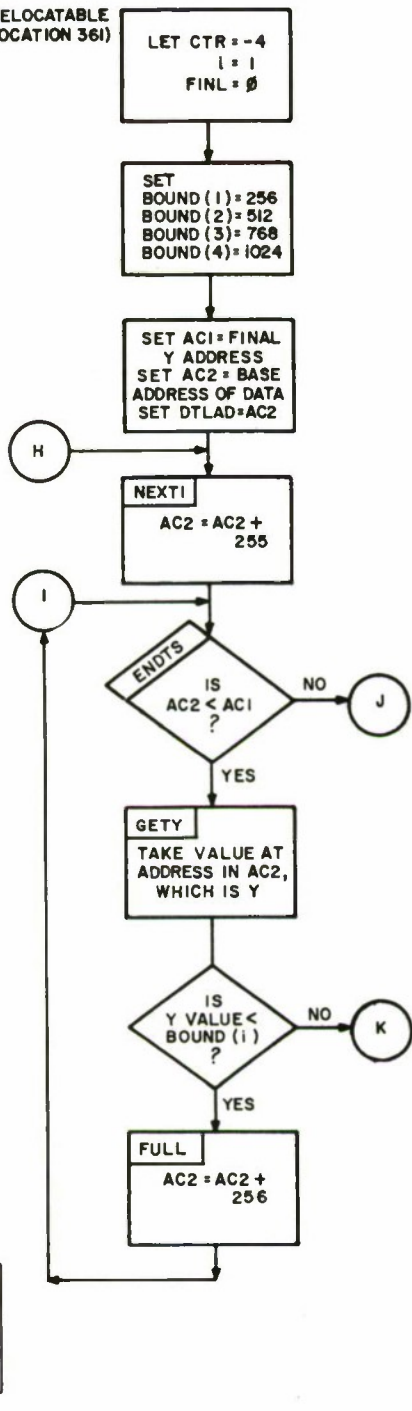 ELOCATABLE
OCATION 361)
LET CTR = -4
i = 1
FINL = Ø
SET
BOUND (1) = 256
BOUND (2) = 512
BOUND (3) = 768
BOUND (4) = 1024
SET AC1 = FINAL
Y ADDRESS
SET AC2 = BASE
ADDRESS OF DATA
SET DTLAD = AC2
H
NEXT1
AC2 = AC2 +
255
I
ENDTS
IS
AC2 < AC1
?
NO
J
YES
GETY
TAKE VALUE AT
ADDRESS IN AC2,
WHICH IS Y
IS
Y VALUE <
BOUND (i)
?
NO
K
YES
FULL
AC2 = AC2 +
256